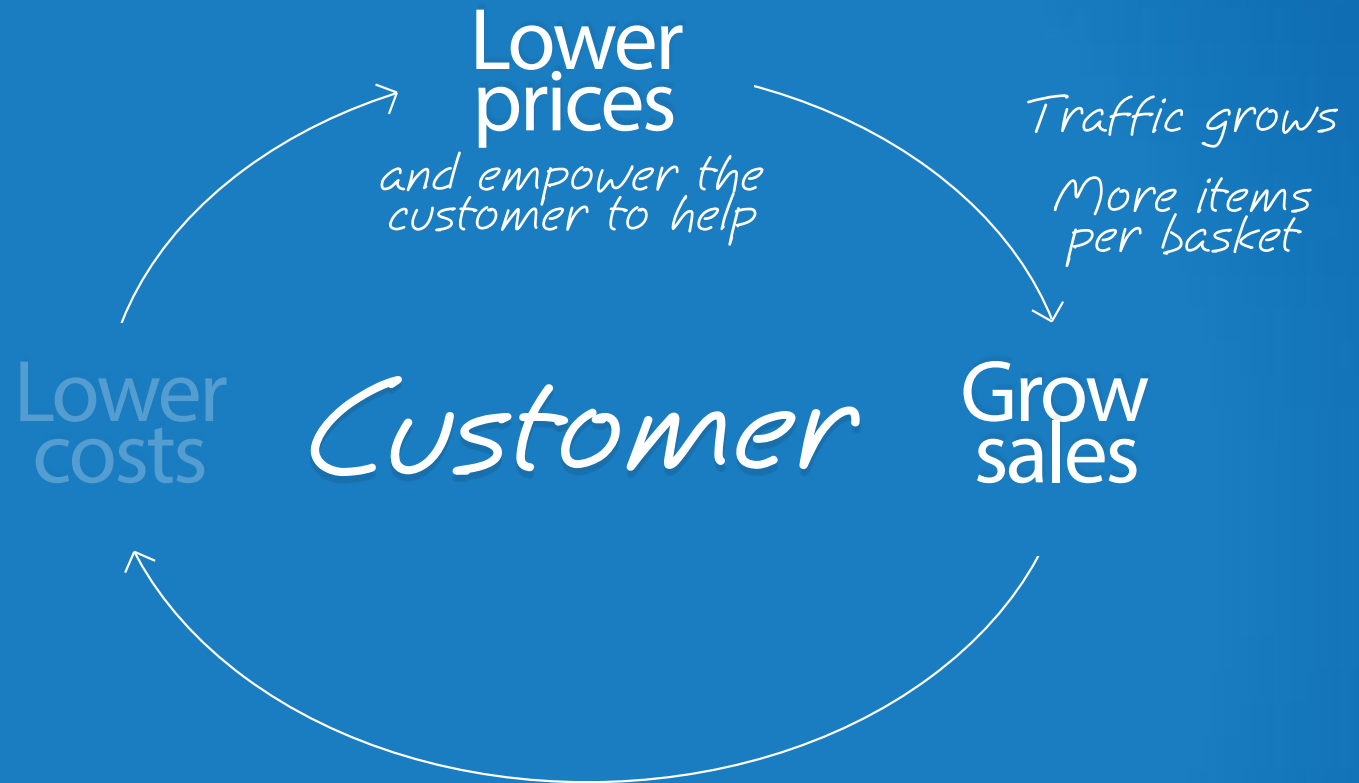 Lower
prices
and empower the
customer to help
Traffic grows
More items
per basket
Lower
costs
Customer
Grow
sales